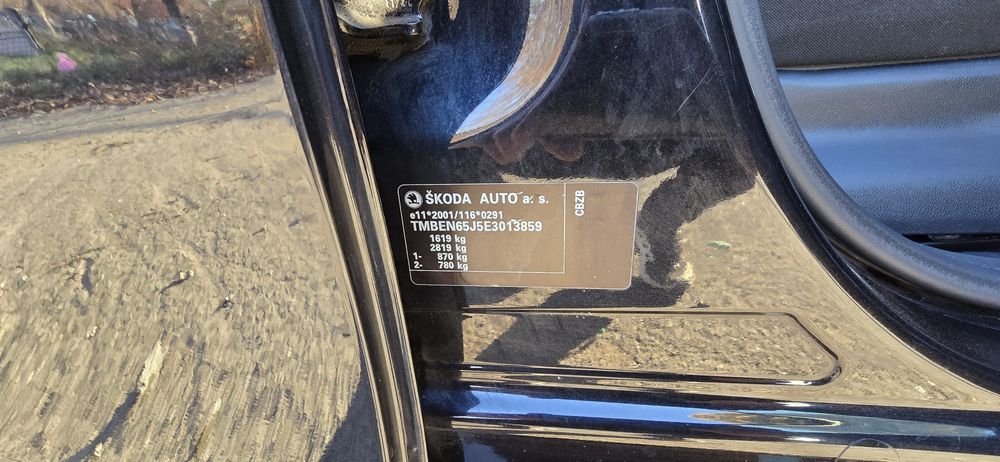 ŠKODA AUTO a. s.
e11*2001/116*0291
TMBEN65J5E3013859
1619 kg
2819 kg
1- 870 kg
2- 780 kg
CBZB